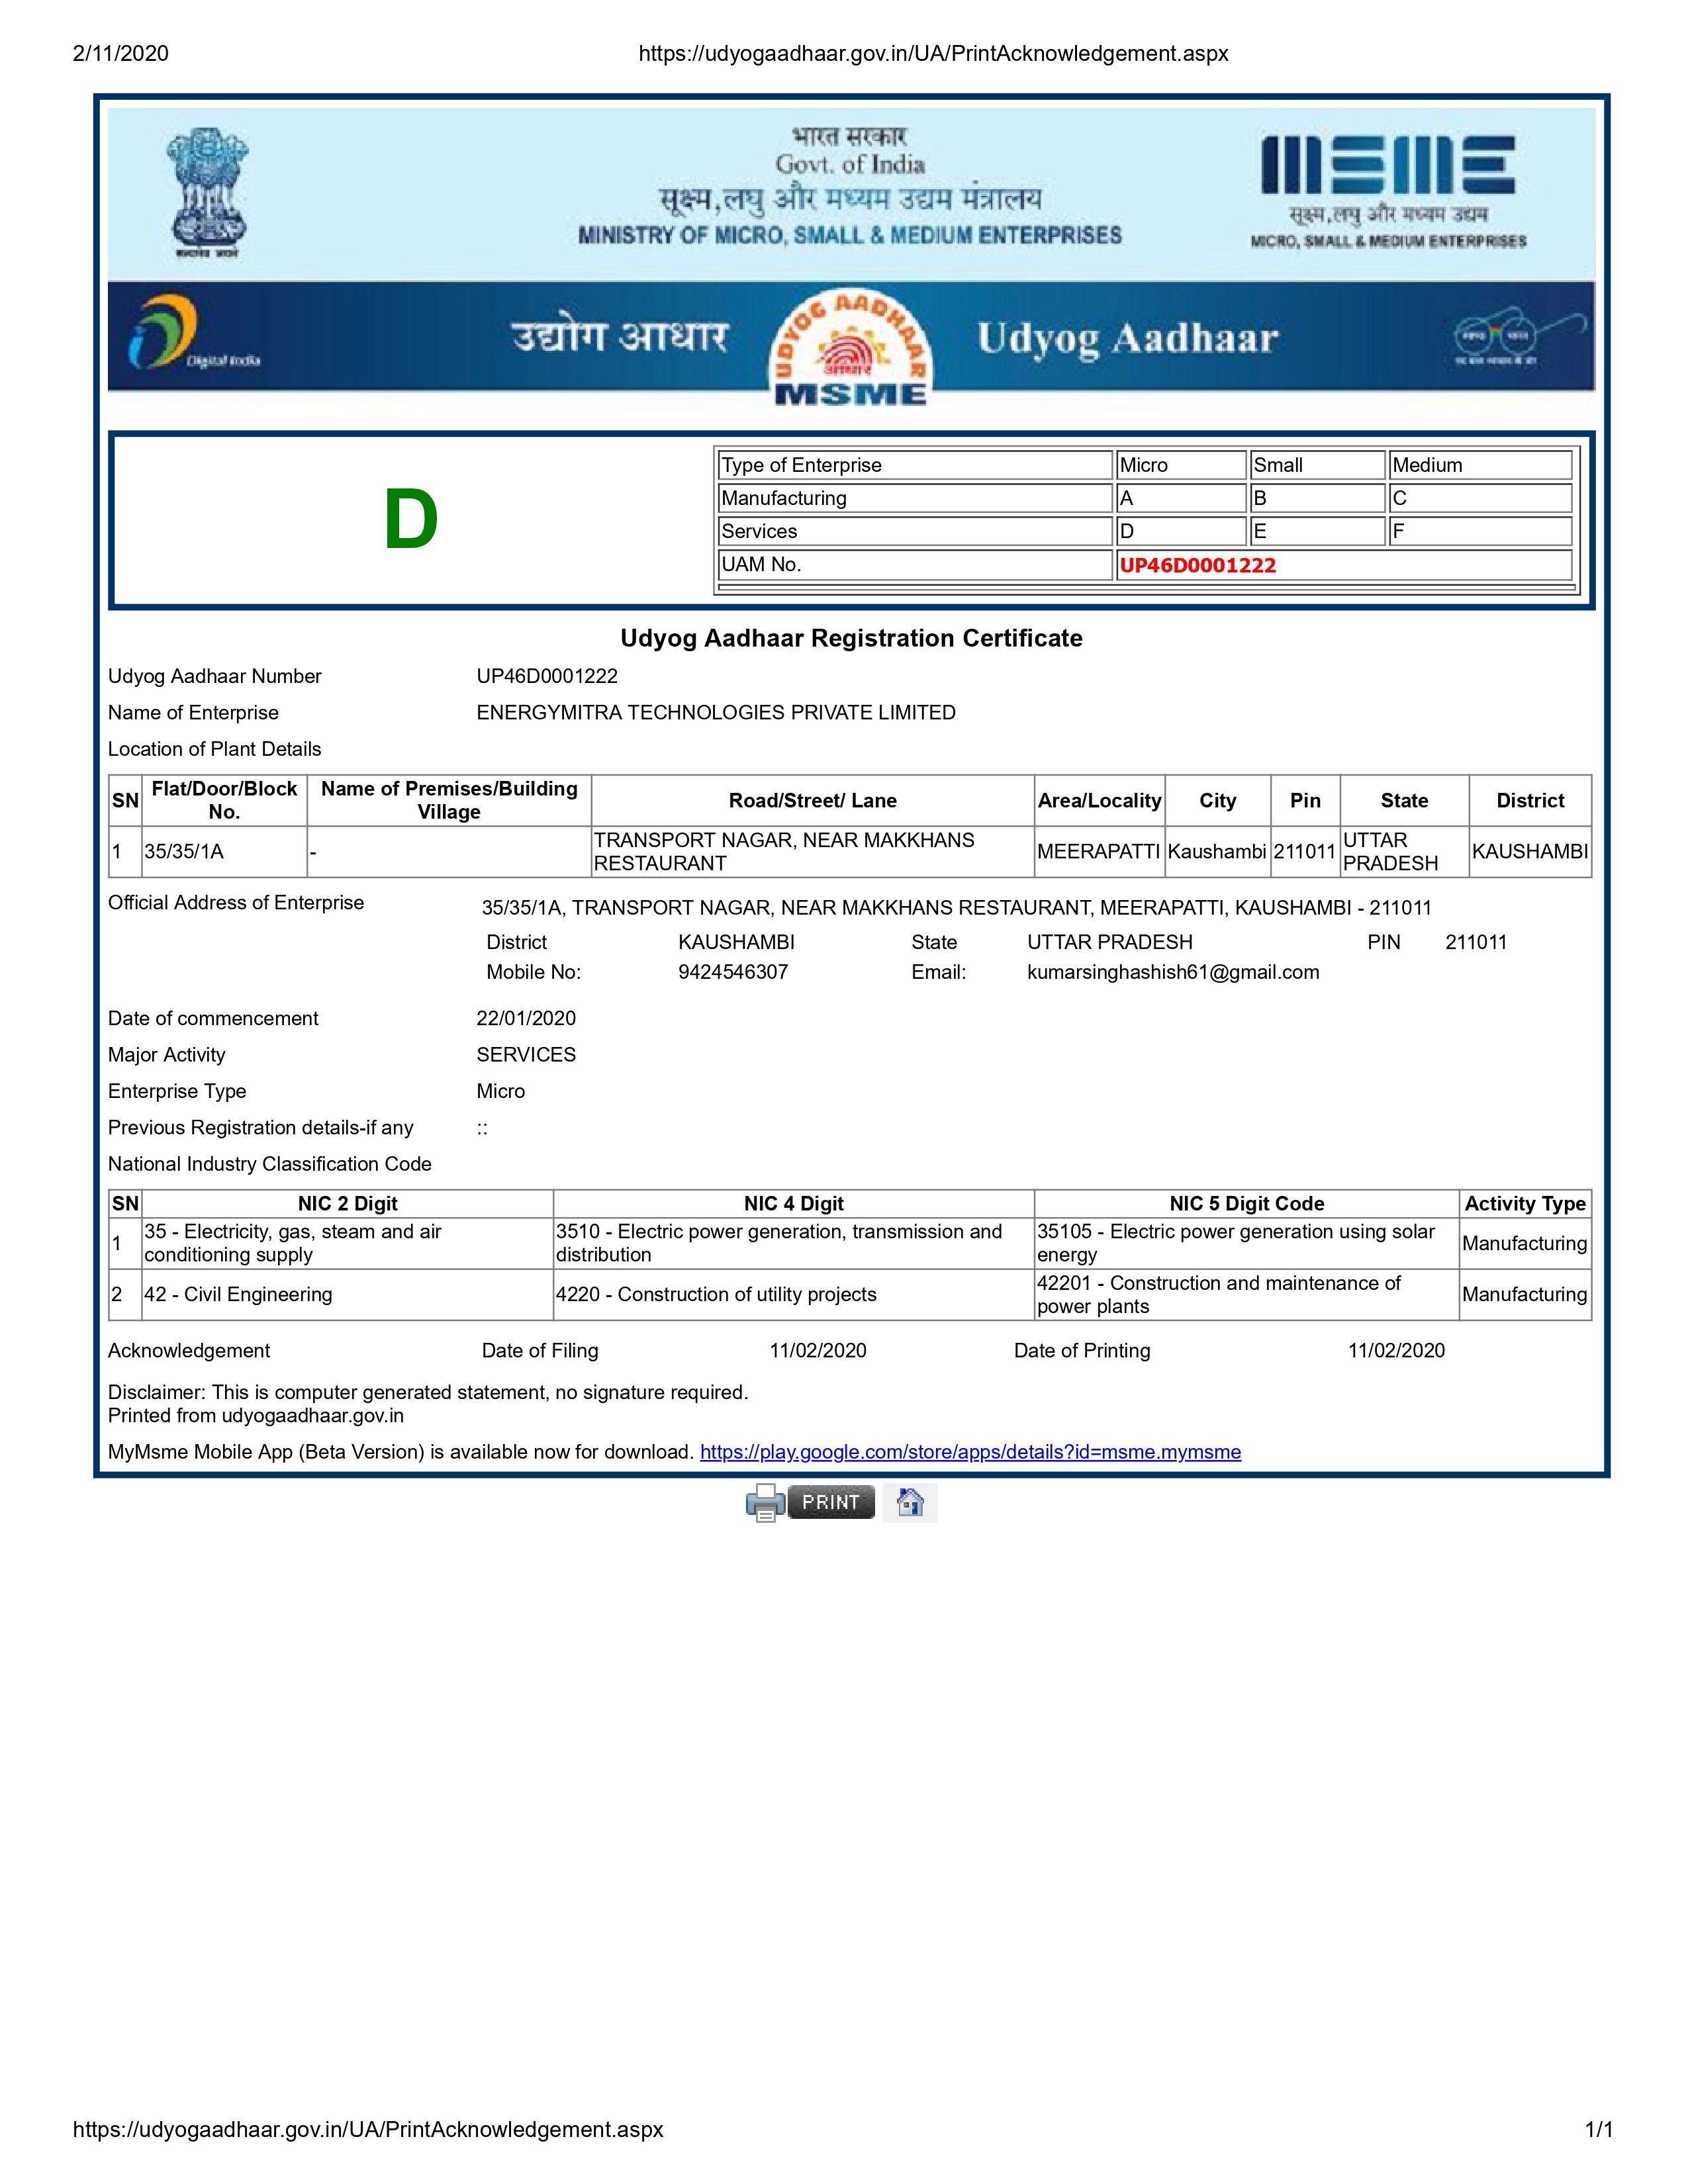 2/11/2020 https://udyogaadhaar.gov.in/UA/PrintAcknowledgement.aspx
भारत सरकार
Govt. of India
सूक्ष्म,लघु और मध्यम उद्यम मंत्रालय
MINISTRY OF MICRO, SMALL & MEDIUM ENTERPRISES
सत्यमेव जयते
MSME
सूक्ष्म,लघु और मध्यम उद्यम
MICRO, SMALL & MEDIUM ENTERPRISES
Digital India
उद्योग आधार
UDYOG AADHAAR
आधार
MSME
Udyog Aadhaar
D
Type of Enterprise Micro Small Medium
Manufacturing A B C
Services D E F
UAM No. UP46D0001222
Udyog Aadhaar Registration Certificate
Udyog Aadhaar Number UP46D0001222
Name of Enterprise ENERGYMITRA TECHNOLOGIES PRIVATE LIMITED
Location of Plant Details
SN Flat/Door/Block No. Name of Premises/Building Village Road/Street/ Lane Area/Locality City Pin State District
1 35/35/1A - TRANSPORT NAGAR, NEAR MAKKHANS RESTAURANT MEERAPATTI Kaushambi 211011 UTTAR PRADESH KAUSHAMBI
Official Address of Enterprise 35/35/1A, TRANSPORT NAGAR, NEAR MAKKHANS RESTAURANT, MEERAPATTI, KAUSHAMBI - 211011
District KAUSHAMBI State UTTAR PRADESH PIN 211011
Mobile No: 9424546307 Email: kumarsinghashish61@gmail.com
Date of commencement 22/01/2020
Major Activity SERVICES
Enterprise Type Micro
Previous Registration details-if any ::
National Industry Classification Code
SN NIC 2 Digit NIC 4 Digit NIC 5 Digit Code Activity Type
1 35 - Electricity, gas, steam and air conditioning supply 3510 - Electric power generation, transmission and distribution 35105 - Electric power generation using solar energy Manufacturing
2 42 - Civil Engineering 4220 - Construction of utility projects 42201 - Construction and maintenance of power plants Manufacturing
Acknowledgement Date of Filing 11/02/2020 Date of Printing 11/02/2020
Disclaimer: This is computer generated statement, no signature required.
Printed from udyogaadhaar.gov.in
MyMsme Mobile App (Beta Version) is available now for download. https://play.google.com/store/apps/details?id=msme.mymsme
PRINT
https://udyogaadhaar.gov.in/UA/PrintAcknowledgement.aspx 1/1